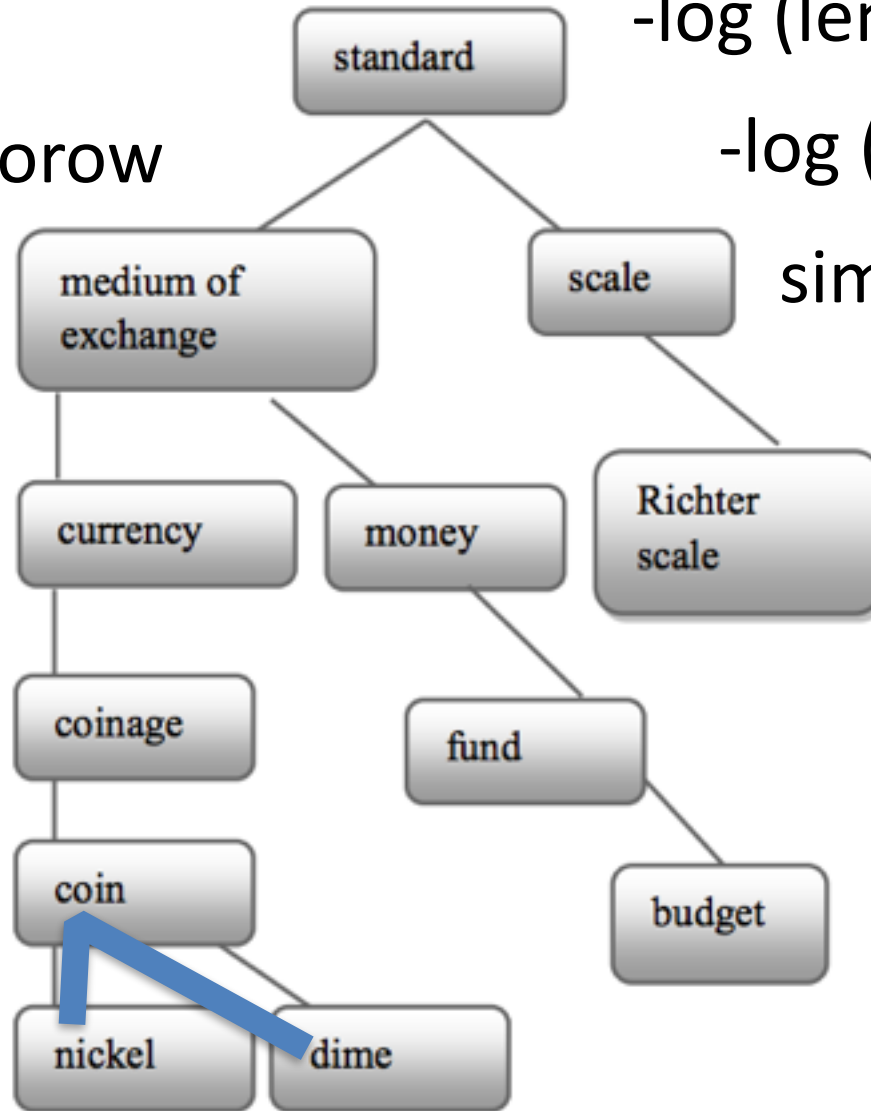 -log (ler
standard
orow
-log (
medium of
exchange
scale
sim
currency
money
Richter
scale
coinage
fund
coin
budget
nickel
dime